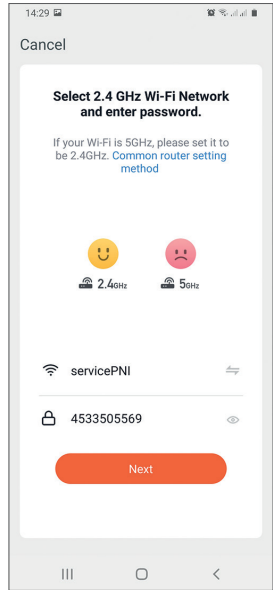 14:29
Cancel
Select 2.4 GHz Wi-Fi Network
and enter password.
If your Wi-Fi is 5GHz, please set it to
be 2.4GHz. Common router setting
method
2.4GHz 5GHz
servicePNI
4533505569
Next